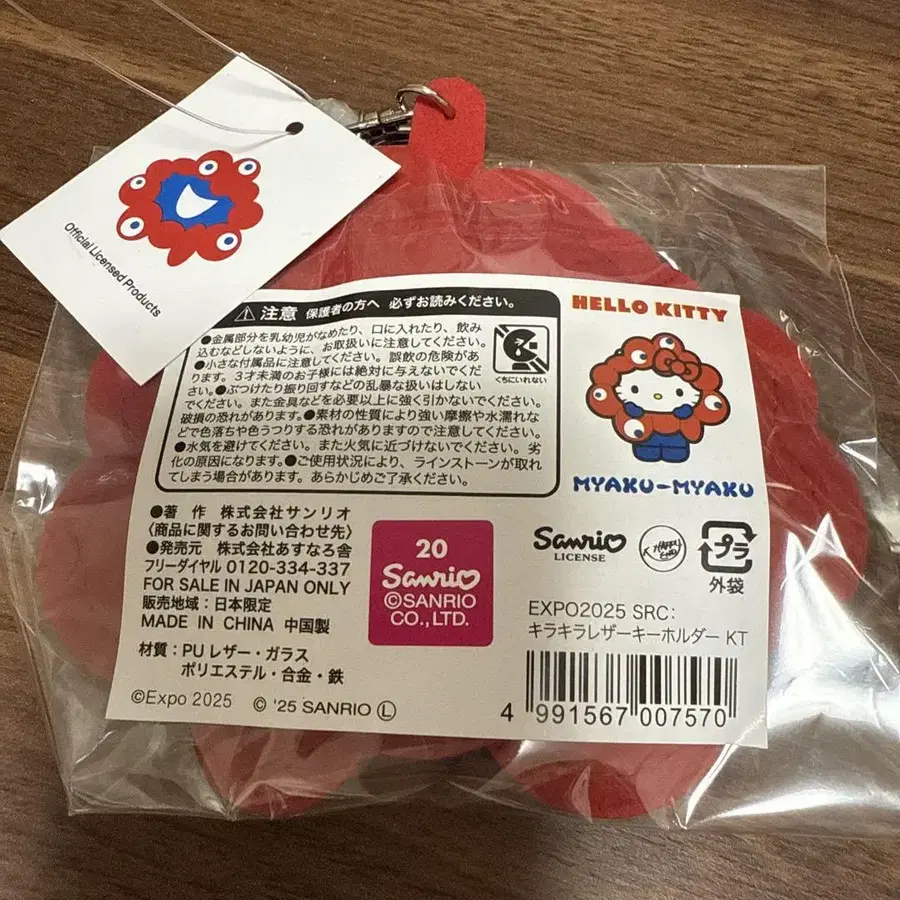 Official Licensed Products
注意 保護者の方へ 必ずお読みください。
●金属部分を乳幼児がなめたり、口に入れたり、飲み
込むなどしないように、お取扱いに注意してください。
●小さな付属品に注意してください。誤飲の危険があ
ります。3才未満のお子様には絶対に与えないでくだ
さい。●ぶつけたり振り回すなどの乱暴な扱いはしない
でください。また金具などを必要以上に強く引かないでください。
破損の恐れがあります。●素材の性質により強い摩擦や水濡れな
どで色落ちや色うつりする恐れがありますので注意してください。
●水気を避けてください。また火気に近づけないでください。劣
化の原因になります。●ご使用状況により、ラインストーンが取れ
てしまう場合があります。あらかじめご了承ください。
くちにいれない
HELLO KITTY
MYAKU-MYAKU
●著 作 株式会社サンリオ
〈商品に関するお問い合わせ先〉
●発売元 株式会社あすなろ舎
フリーダイヤル 0120-334-337
FOR SALE IN JAPAN ONLY
販売地域:日本限定
MADE IN CHINA 中国製
材質:PU レザー・ガラス
ポリエステル・合金・鉄
©Expo 2025 © '25 SANRIO Ⓛ
20
Sanrio
©SANRIO
CO.,LTD.
Sanrio
LICENSE
HAPPY
END
プラ
外袋
EXPO2025 SRC:
キラキラレザーキーホルダー KT
4 991567 007570